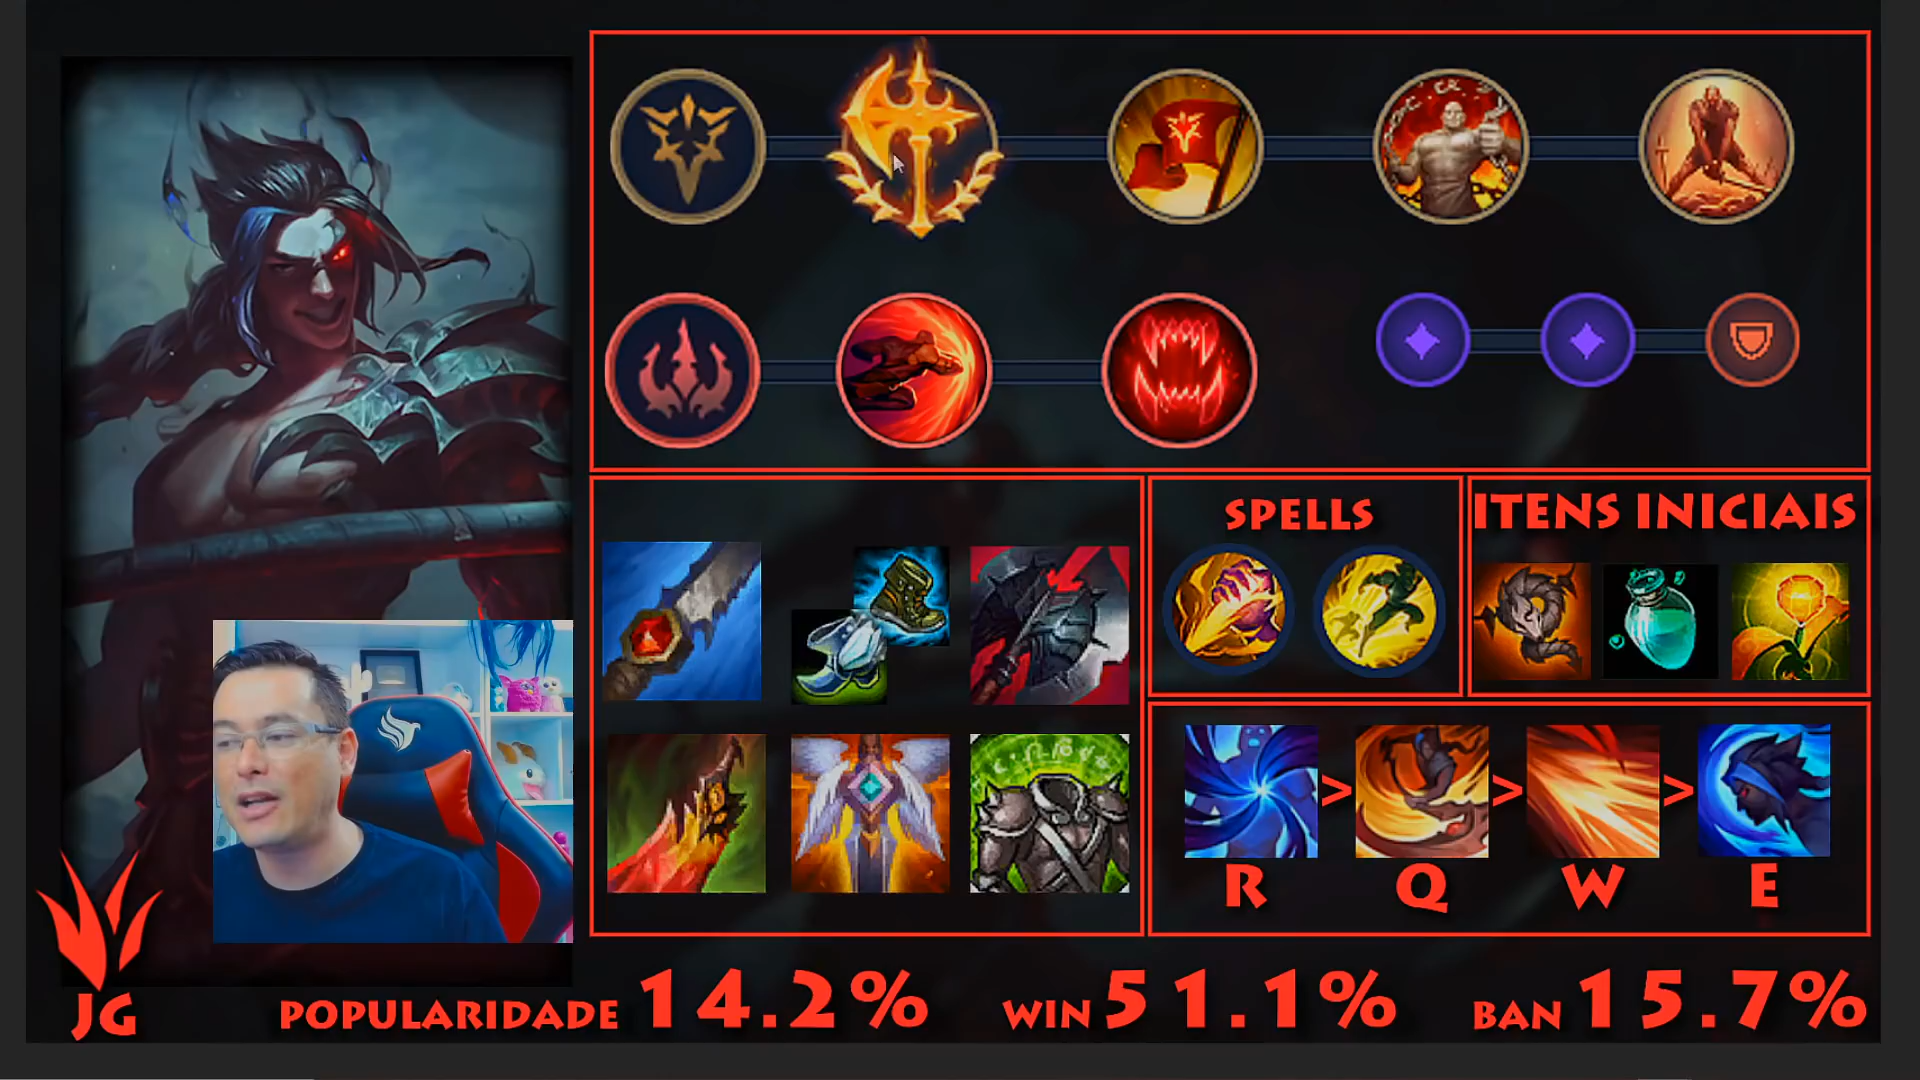 SPELLS
ITENS INICIAIS
> > >
R Q W E
JG
POPULARIDADE 14.2% WIN 51.1% BAN 15.7%